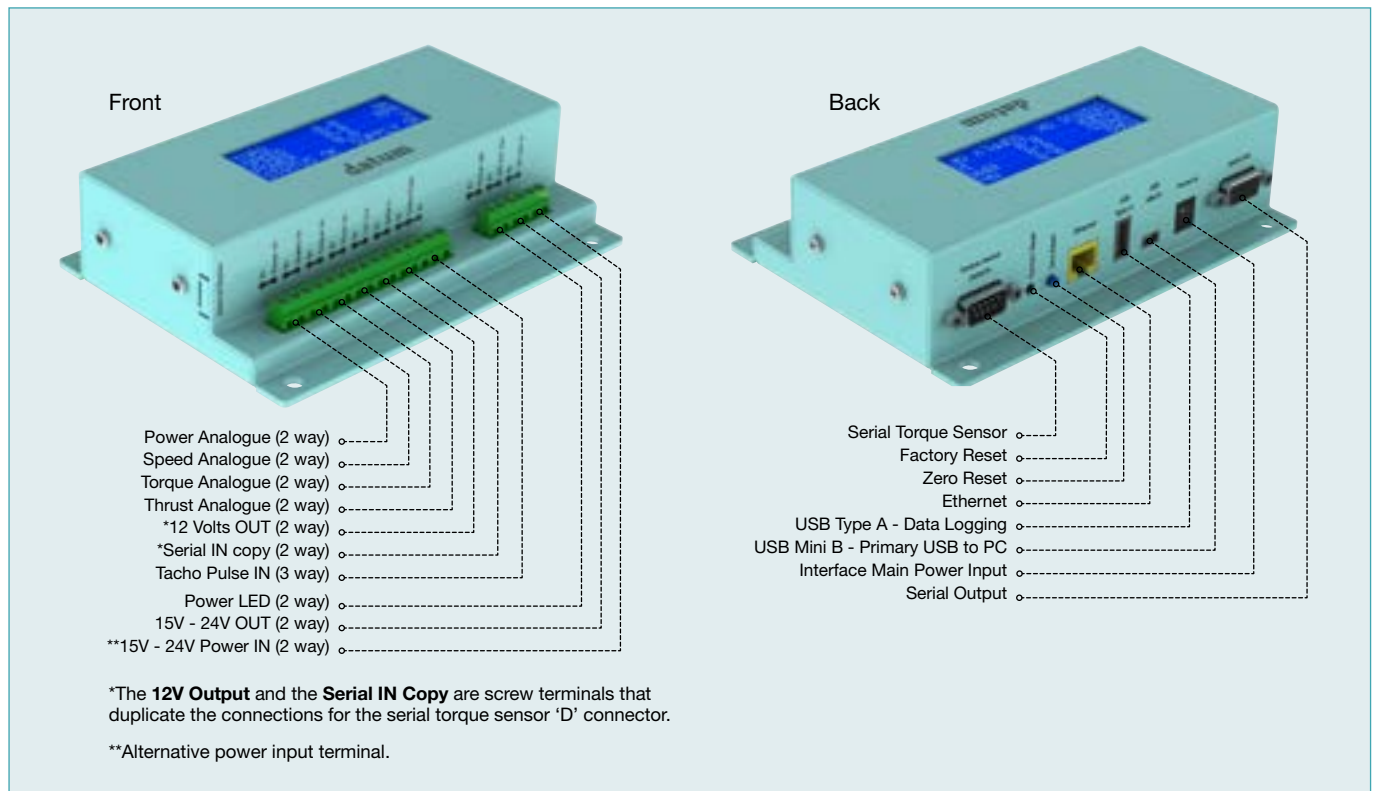 Front
datum
Power Analogue (2 way)
Speed Analogue (2 way)
Torque Analogue (2 way)
Thrust Analogue (2 way)
*12 Volts OUT (2 way)
*Serial IN copy (2 way)
Tacho Pulse IN (3 way)
Power LED (2 way)
15V - 24V OUT (2 way)
**15V - 24V Power IN (2 way)
*The 12V Output and the Serial IN Copy are screw terminals that
duplicate the connections for the serial torque sensor ‘D’ connector.
**Alternative power input terminal.
Back
datum
Serial Torque Sensor
Factory Reset
Zero Reset
Ethernet
USB Type A - Data Logging
USB Mini B - Primary USB to PC
Interface Main Power Input
Serial Output